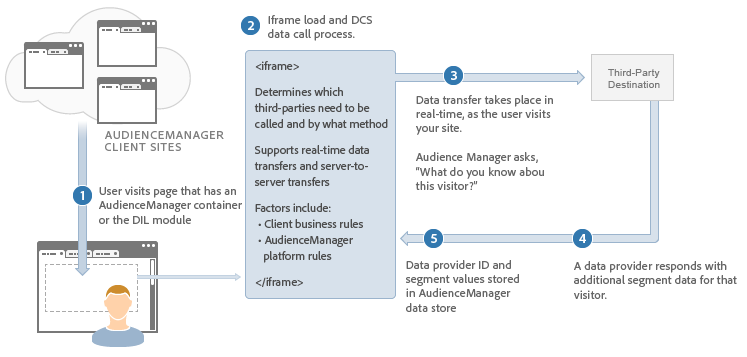 2
Iframe load and DCS
data call process.
AUDIENCEMANAGER
CLIENT SITES
1
User visits page that has an
AudienceManager container
or the DIL module
<iframe>
Determines which
third-parties need to be
called and by what method
Supports real-time data
transfers and server-to-
server transfers
Factors include:
• Client business rules
• AudienceManager
platform rules
</iframe>
3
Data transfer takes place in
real-time, as the user visits
your site.
Audience Manager asks,
“What do you know abou
this visitor?”
Third-Party
Destination
4
A data provider responds with
additional segment data for that
visitor.
5
Data provider ID and
segment values stored
in AudienceManager
data store